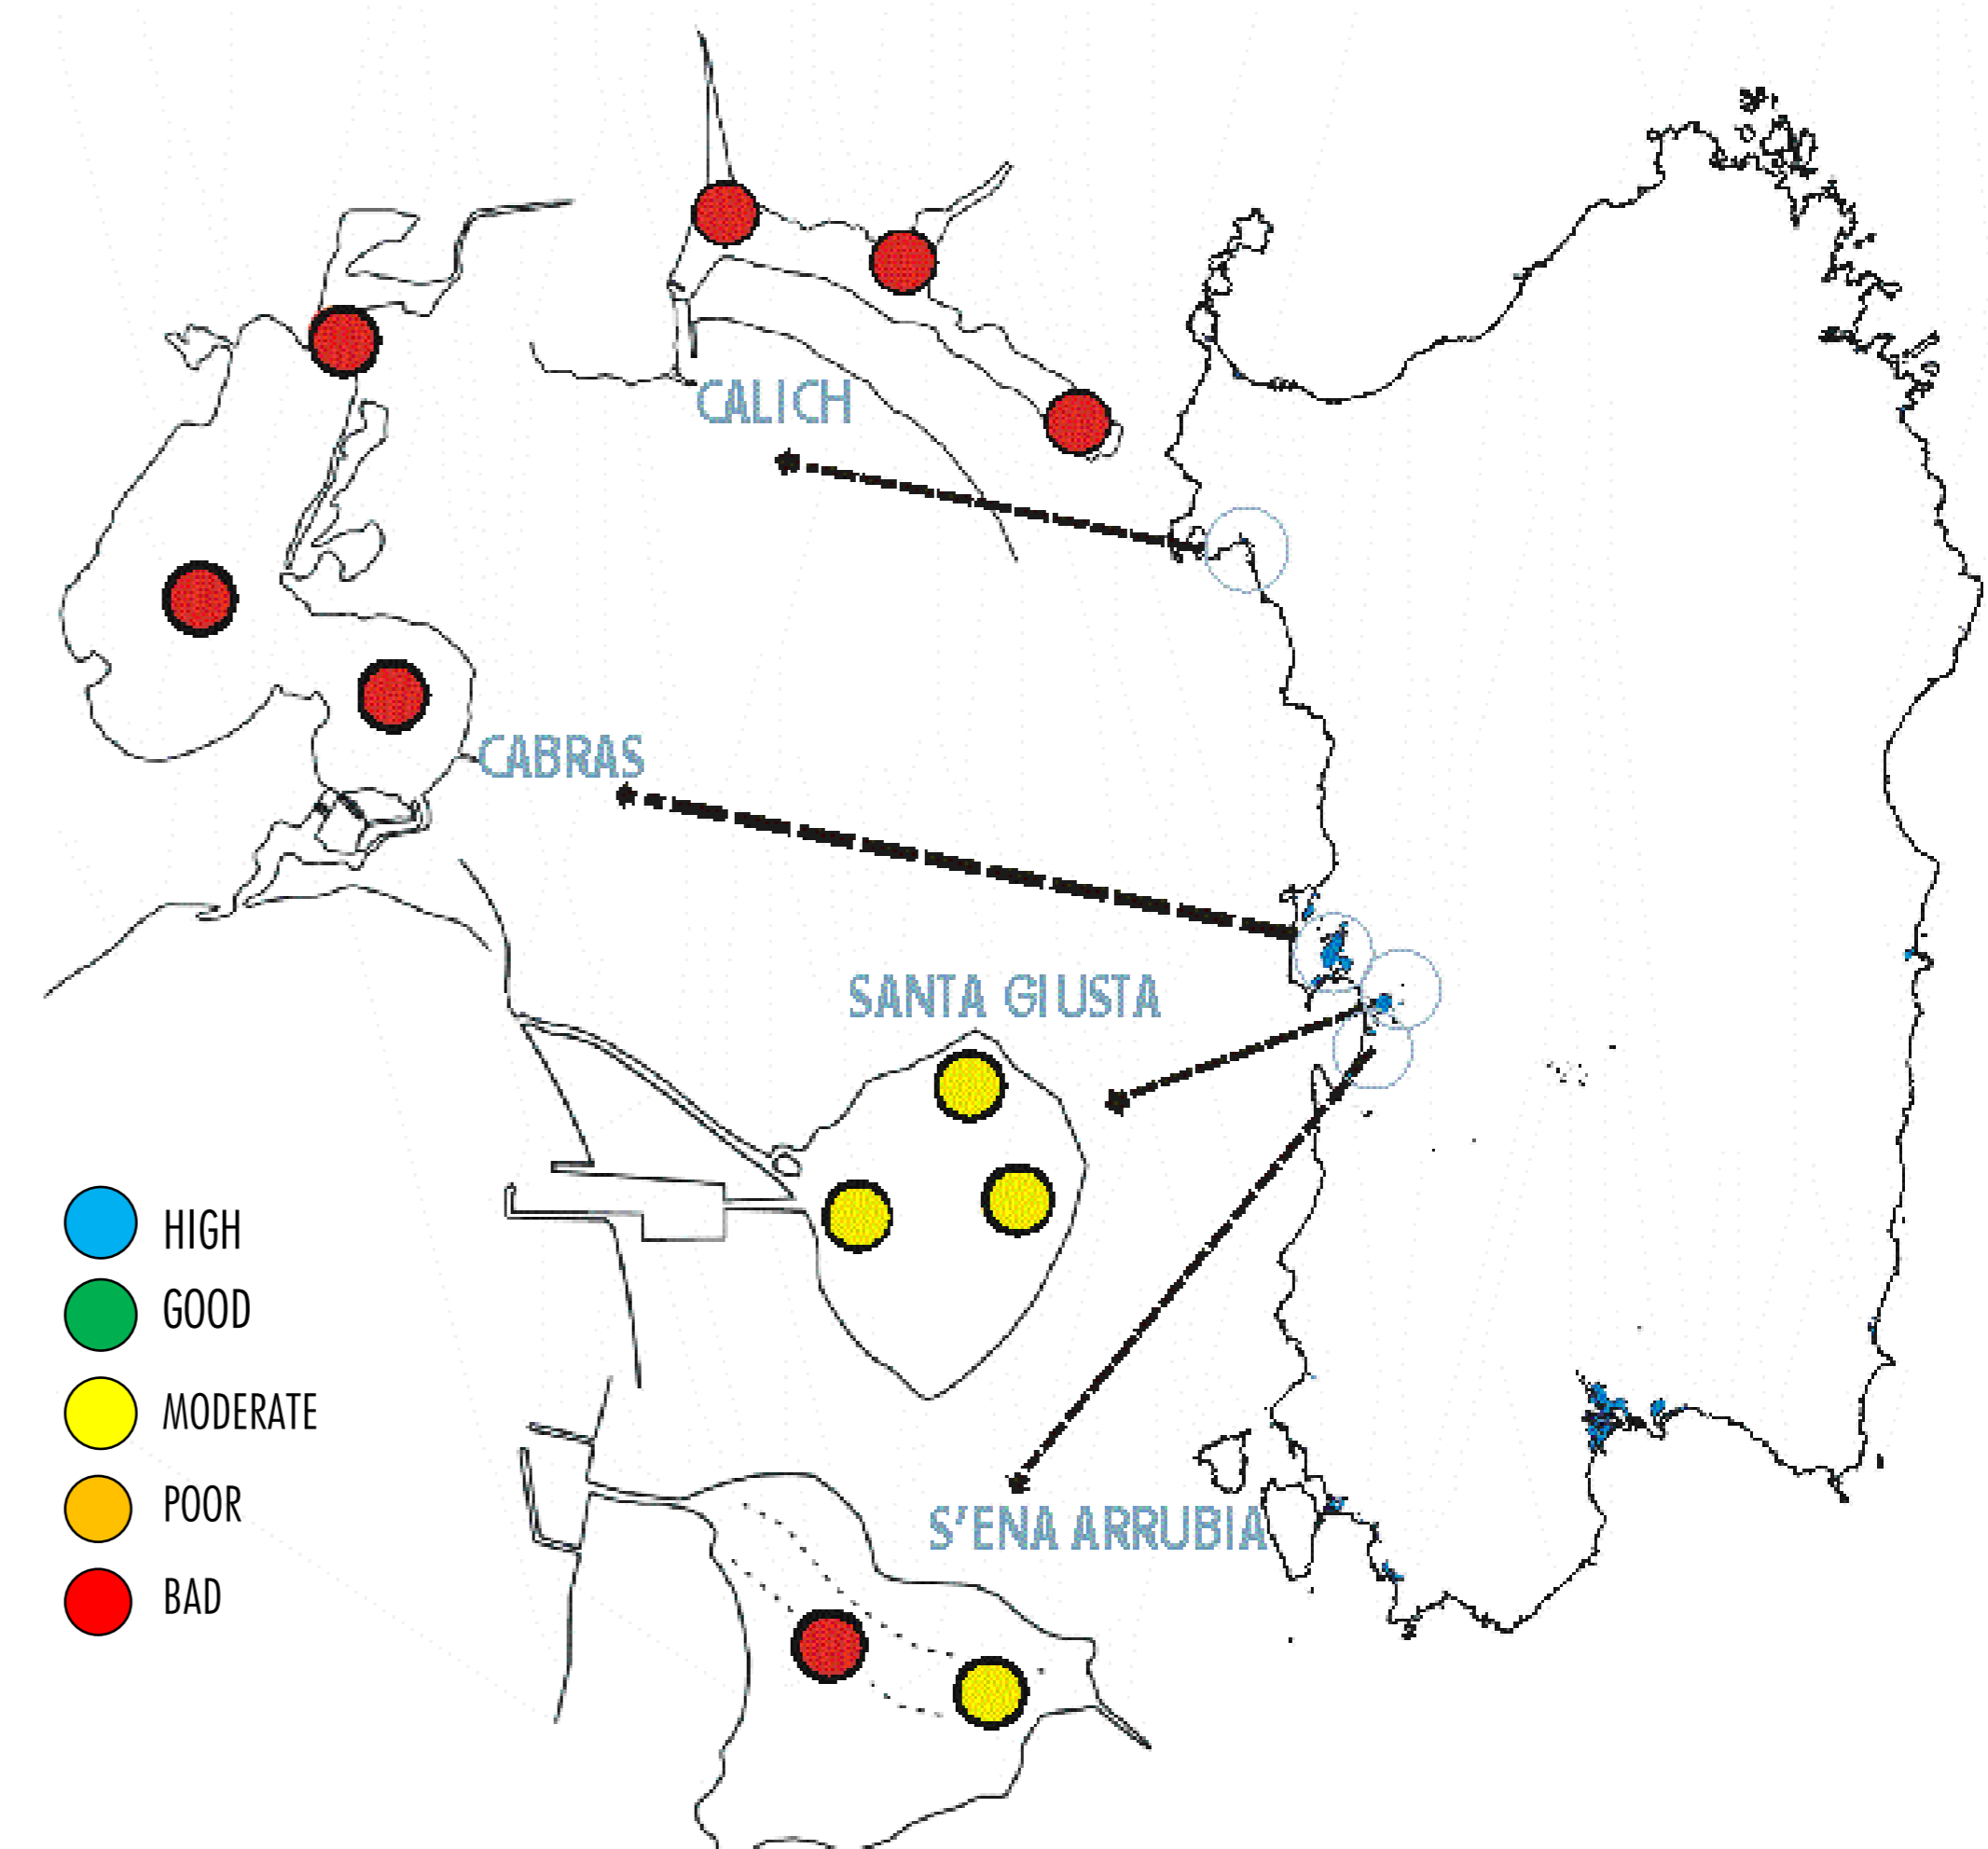 CALICH
CABRAS
SANTA GIUSTA
S'ENA ARRUBIA
HIGH
GOOD
MODERATE
POOR
BAD